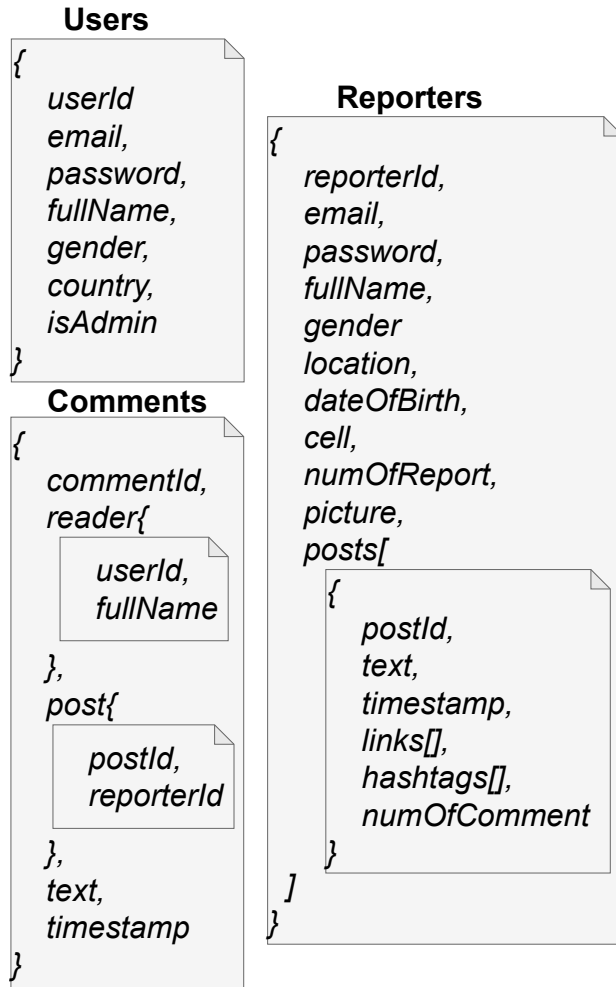 Users
{
userId
email,
password,
fullName,
gender,
country,
isAdmin
}
Comments
{
commentId,
reader{
userId,
fullName
},
post{
postId,
reporterId
},
text,
timestamp
}
Reporters
{
reporterId,
email,
password,
fullName,
gender
location,
dateOfBirth,
cell,
numOfReport,
picture,
posts[
{
postId,
text,
timestamp,
links[],
hashtags[],
numOfComment
}
]
}